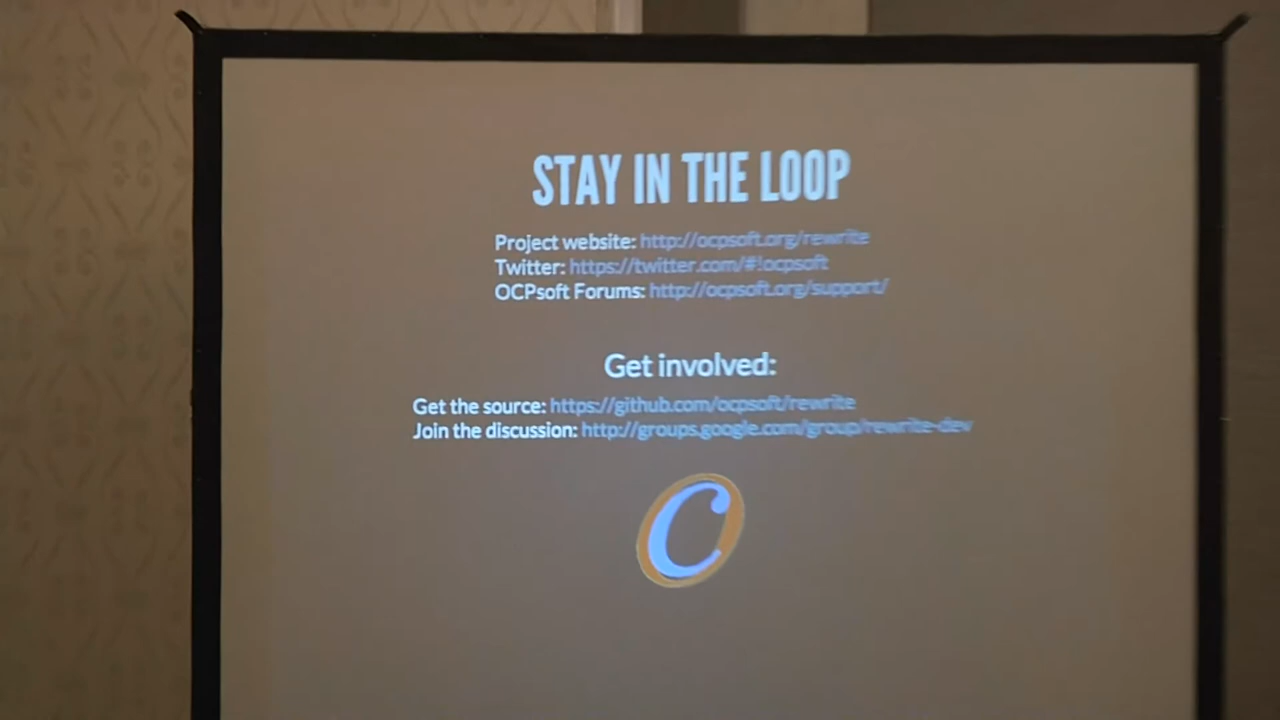 STAY IN THE LOOP
Project website: http://ocpsoft.org/rewrite
Twitter: https://twitter.com/#!ocpsoft
OCPsoft Forums: http://ocpsoft.org/support/
Get involved:
Get the source: https://github.com/ocpsoft/rewrite
Join the discussion: http://groups.google.com/group/rewrite-dev
C